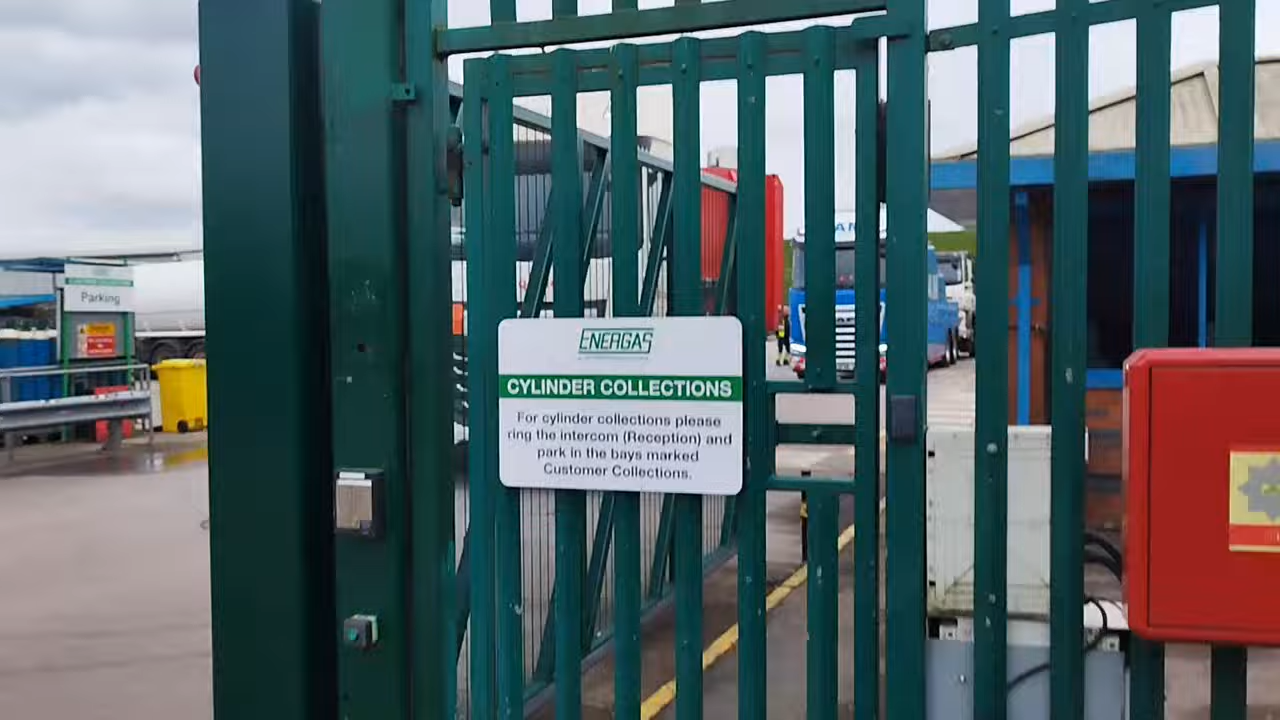 Parking
ENERGAS
CYLINDER COLLECTIONS
For cylinder collections please
ring the intercom (Reception) and
park in the bays marked
Customer Collections.